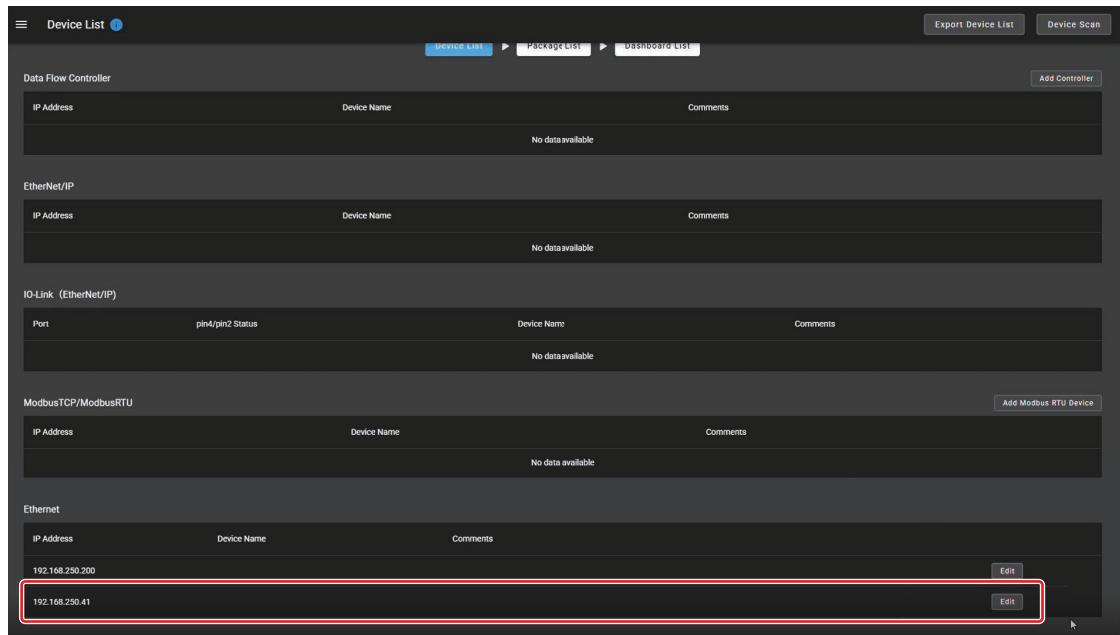 Device List
Export Device List Device Scan
Device List Package List Dashboard List
Data Flow Controller
Add Controller
IP Address Device Name Comments
No data available
EtherNet/IP
IP Address Device Name Comments
No data available
IO-Link (EtherNet/IP)
Port pin4/pin2 Status Device Name Comments
No data available
ModbusTCP/ModbusRTU
Add Modbus RTU Device
IP Address Device Name Comments
No data available
Ethernet
IP Address Device Name Comments
192.168.250.200 Edit
192.168.250.41 Edit